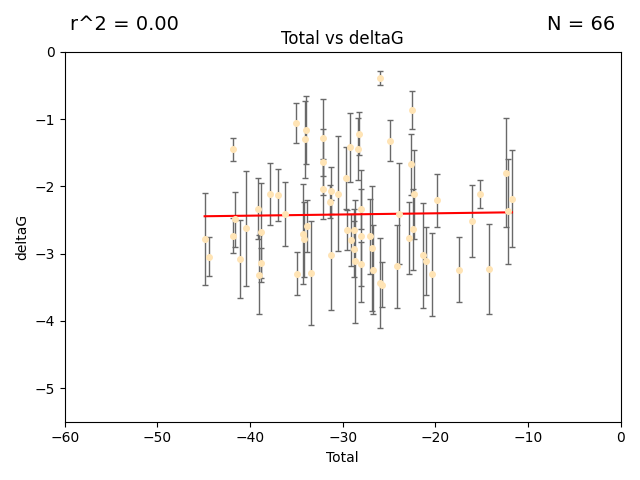 r^2 = 0.00
N = 66
Total vs deltaG
0
−1
−2
−3
−4
−5
deltaG
−60 −50 −40 −30 −20 −10 0
Total